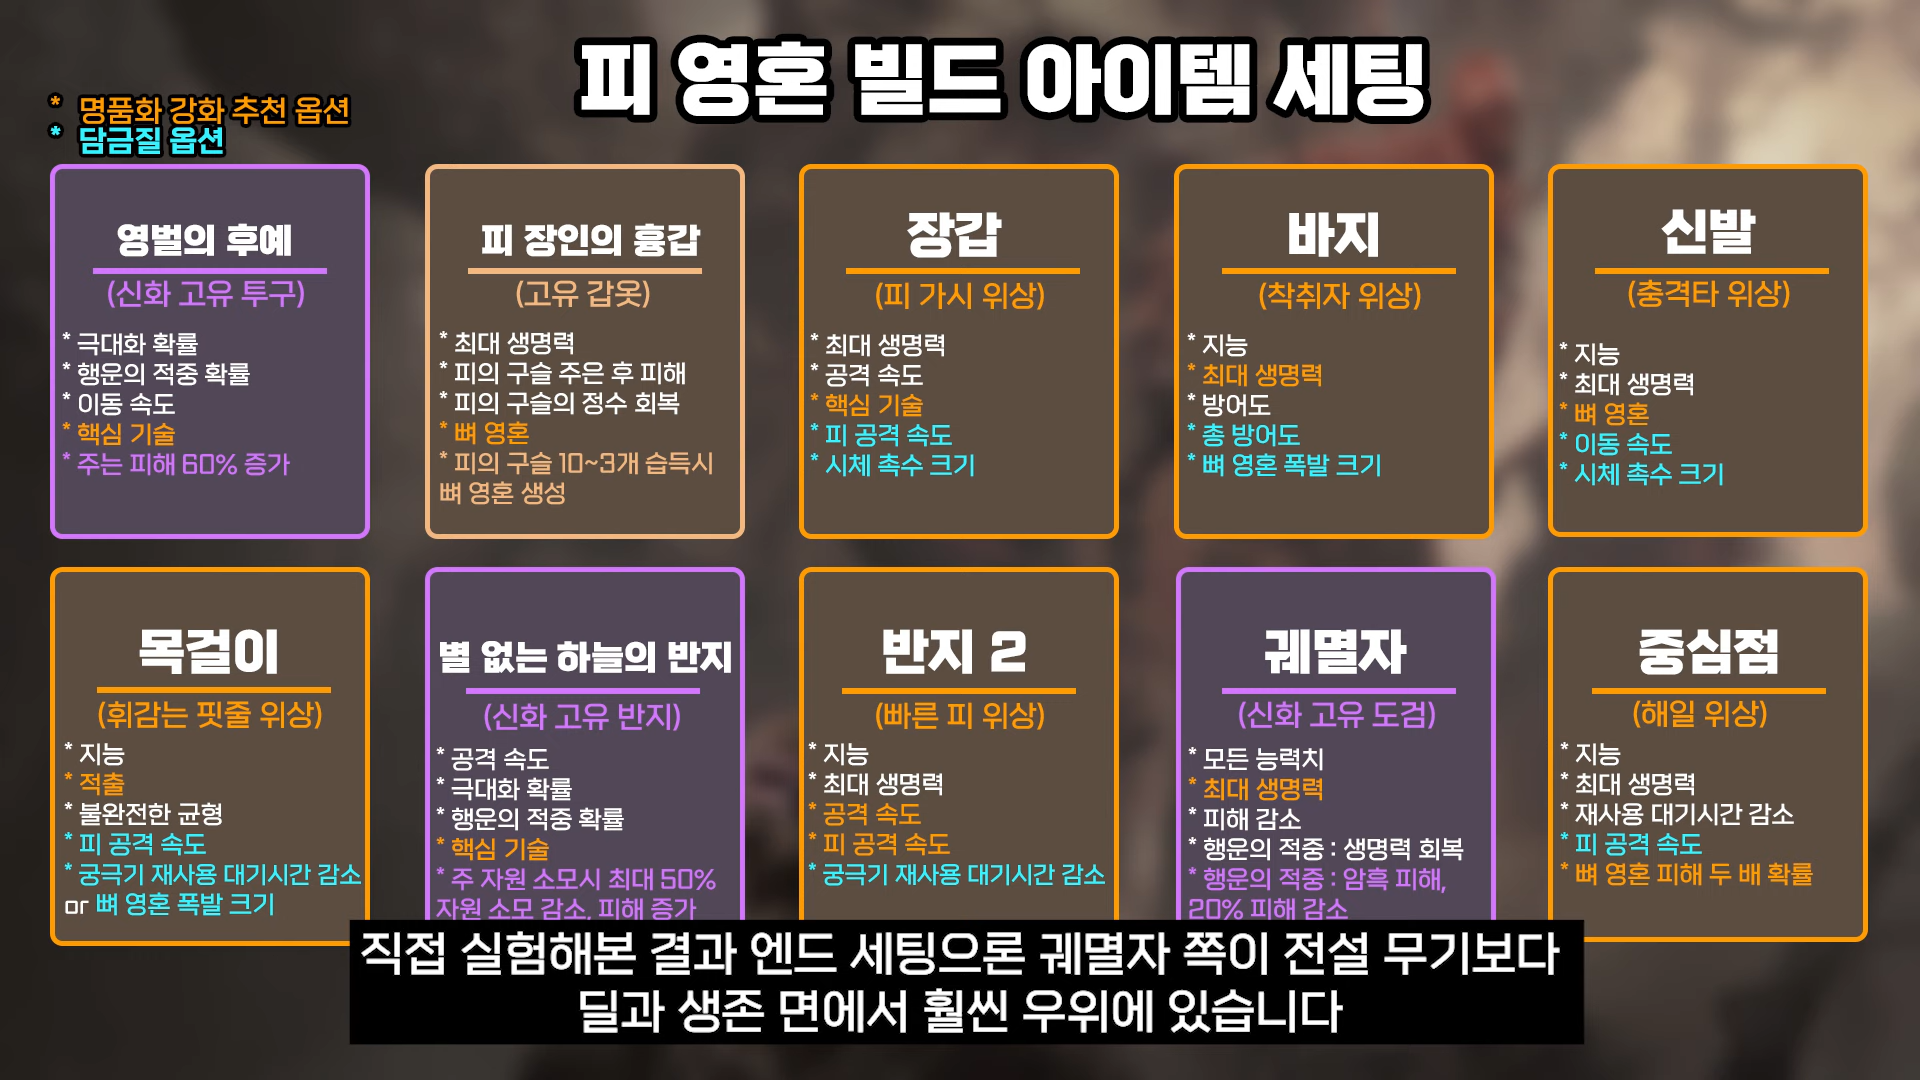 피 영혼 빌드 아이템 세팅
* 명품화 강화 추천 옵션
* 담금질 옵션
영벌의 후예
(신화 고유 투구)
* 극대화 확률
* 행운의 적중 확률
* 이동 속도
* 핵심 기술
* 주는 피해 60% 증가
피 장인의 흉갑
(고유 갑옷)
* 최대 생명력
* 피의 구슬 주은 후 피해
* 피의 구슬의 정수 회복
* 뼈 영혼
* 피의 구슬 10~3개 습득시
뼈 영혼 생성
장갑
(피 가시 위상)
* 최대 생명력
* 공격 속도
* 핵심 기술
* 피 공격 속도
* 시체 촉수 크기
바지
(착취자 위상)
* 지능
* 최대 생명력
* 방어도
* 총 방어도
* 뼈 영혼 폭발 크기
신발
(충격타 위상)
* 지능
* 최대 생명력
* 뼈 영혼
* 이동 속도
* 시체 촉수 크기
목걸이
(휘감는 핏줄 위상)
* 지능
* 적출
* 불완전한 균형
* 피 공격 속도
* 궁극기 재사용 대기시간 감소
or 뼈 영혼 폭발 크기
별 없는 하늘의 반지
(신화 고유 반지)
* 공격 속도
* 극대화 확률
* 행운의 적중 확률
* 핵심 기술
* 주 자원 소모시 최대 50%
자원 소모 감소, 피해 증가
반지 2
(빠른 피 위상)
* 지능
* 최대 생명력
* 공격 속도
* 피 공격 속도
* 궁극기 재사용 대기시간 감소
궤멸자
(신화 고유 도검)
* 모든 능력치
* 최대 생명력
* 피해 감소
* 행운의 적중 : 생명력 회복
* 행운의 적중 : 암흑 피해,
20% 피해 감소
중심점
(해일 위상)
* 지능
* 최대 생명력
* 재사용 대기시간 감소
* 피 공격 속도
* 뼈 영혼 피해 두 배 확률
직접 실험해본 결과 엔드 세팅으론 궤멸자 쪽이 전설 무기보다
딜과 생존 면에서 훨씬 우위에 있습니다